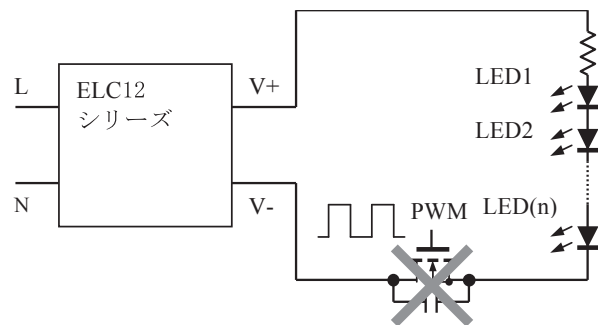 L
N
ELC12
シリーズ
V+
V-
PWM
LED1
LED2
LED(n)